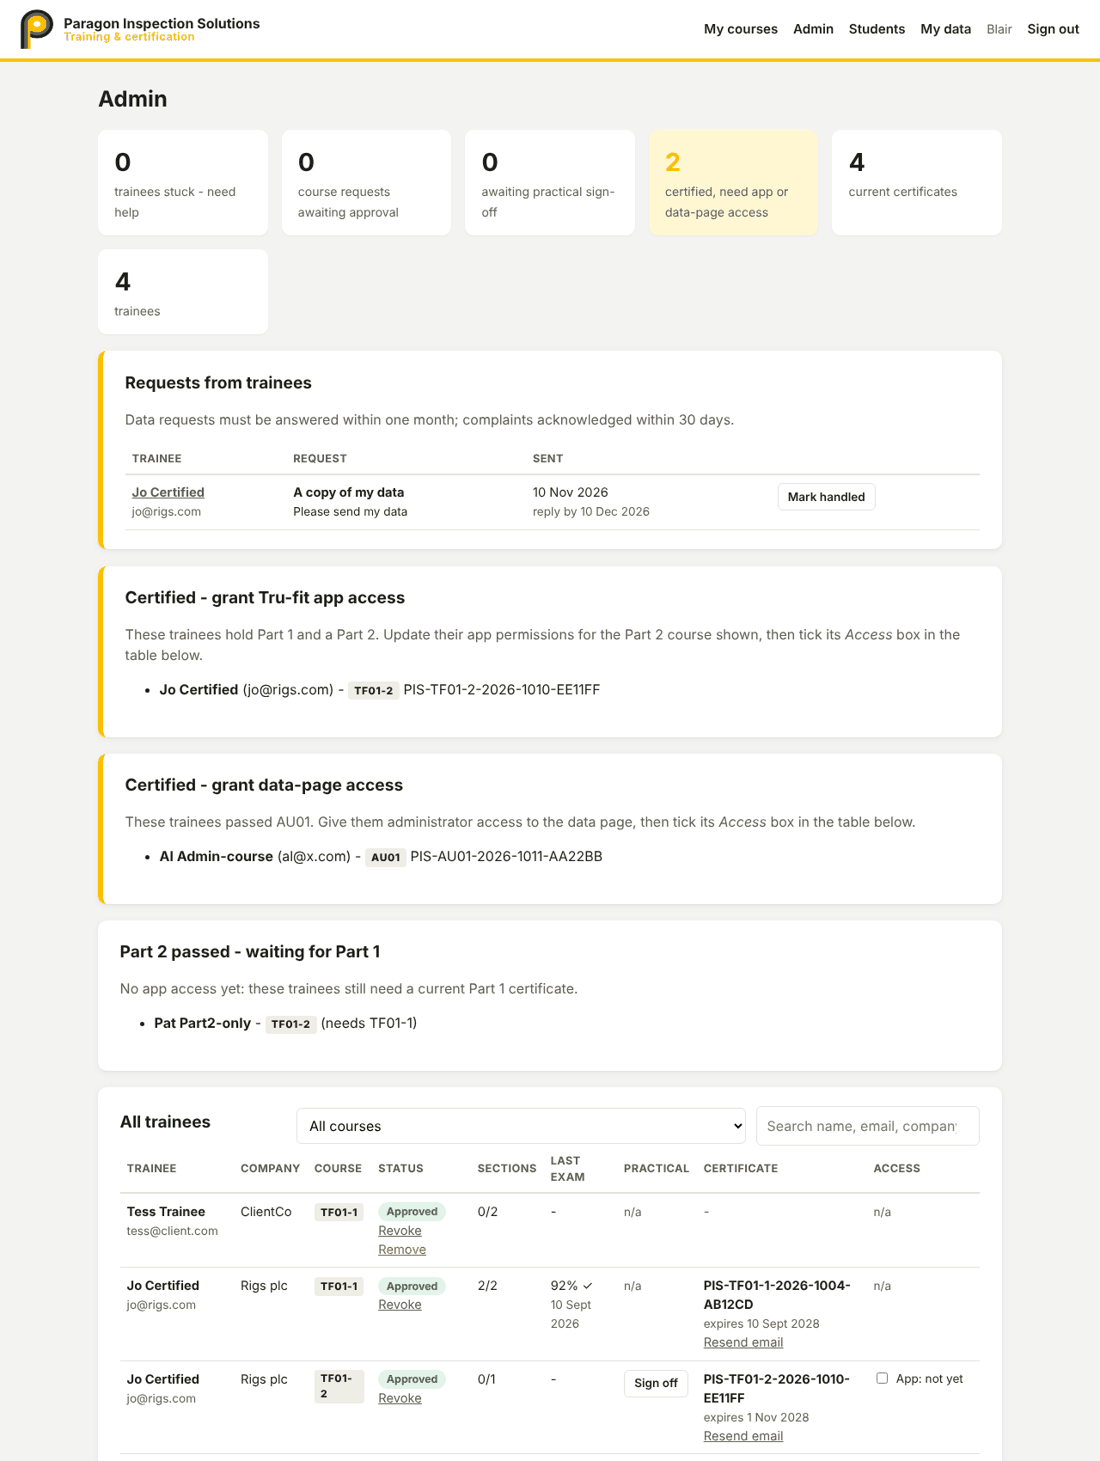 Paragon Inspection Solutions
Training & certification
My courses Admin Students My data Blair Sign out
Admin
0
trainees stuck - need
help
0
course requests
awaiting approval
0
awaiting practical sign-
off
2
certified, need app or
data-page access
4
current certificates
4
trainees
Requests from trainees
Data requests must be answered within one month; complaints acknowledged within 30 days.
TRAINEE REQUEST SENT
Jo Certified A copy of my data 10 Nov 2026 Mark handled
jo@rigs.com Please send my data reply by 10 Dec 2026
Certified - grant Tru-fit app access
These trainees hold Part 1 and a Part 2. Update their app permissions for the Part 2 course shown, then tick its Access box in the
table below.
• Jo Certified (jo@rigs.com) - TF01-2 PIS-TF01-2-2026-1010-EE11FF
Certified - grant data-page access
These trainees passed AU01. Give them administrator access to the data page, then tick its Access box in the table below.
• Al Admin-course (al@x.com) - AU01 PIS-AU01-2026-1011-AA22BB
Part 2 passed - waiting for Part 1
No app access yet: these trainees still need a current Part 1 certificate.
• Pat Part2-only - TF01-2 (needs TF01-1)
All trainees All courses Search name, email, compan
TRAINEE COMPANY COURSE STATUS SECTIONS LAST EXAM PRACTICAL CERTIFICATE ACCESS
Tess Trainee ClientCo TF01-1 Approved 0/2 - n/a - n/a
tess@client.com Revoke
Remove
Jo Certified Rigs plc TF01-1 Approved 2/2 92% ✓ n/a PIS-TF01-1-2026-1004- n/a
jo@rigs.com Revoke 10 Sept AB12CD
2026 expires 10 Sept 2028
Resend email
Jo Certified Rigs plc TF01- Approved 0/1 - Sign off PIS-TF01-2-2026-1010- App: not yet
jo@rigs.com 2 Revoke EE11FF
expires 1 Nov 2028
Resend email